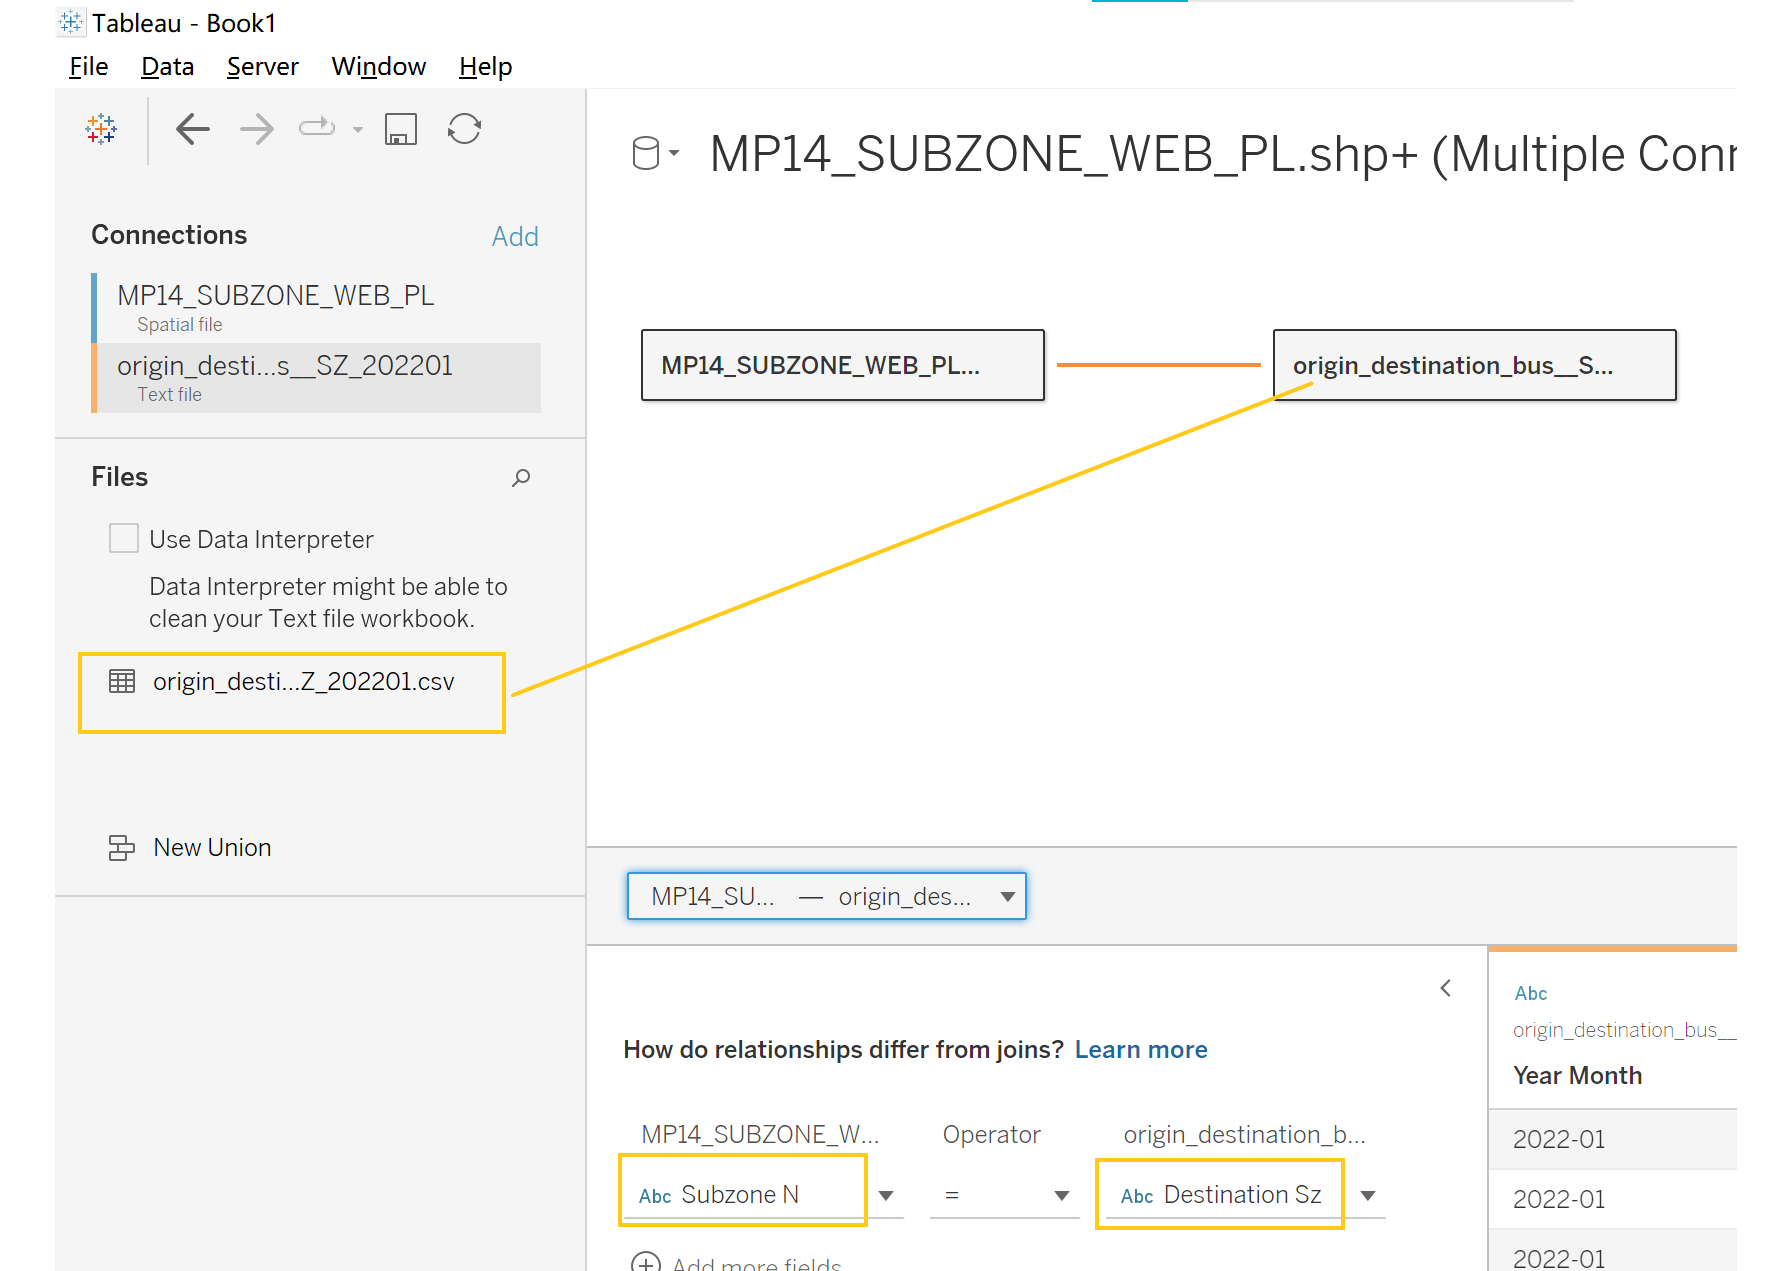 Tableau - Book1
File Data Server Window Help
MP14_SUBZONE_WEB_PL.shp+ (Multiple Conn
Connections Add
MP14_SUBZONE_WEB_PL
Spatial file
origin_desti...s__SZ_202201
Text file
MP14_SUBZONE_WEB_PL... origin_destination_bus__S...
Files
Use Data Interpreter
Data Interpreter might be able to
clean your Text file workbook.
origin_desti...Z_202201.csv
New Union
MP14_SU... — origin_des...
How do relationships differ from joins? Learn more
MP14_SUBZONE_W... Operator origin_destination_b...
Abc Subzone N = Abc Destination Sz
Add more fields
Abc
origin_destination_bus__
Year Month
2022-01
2022-01
2022-01